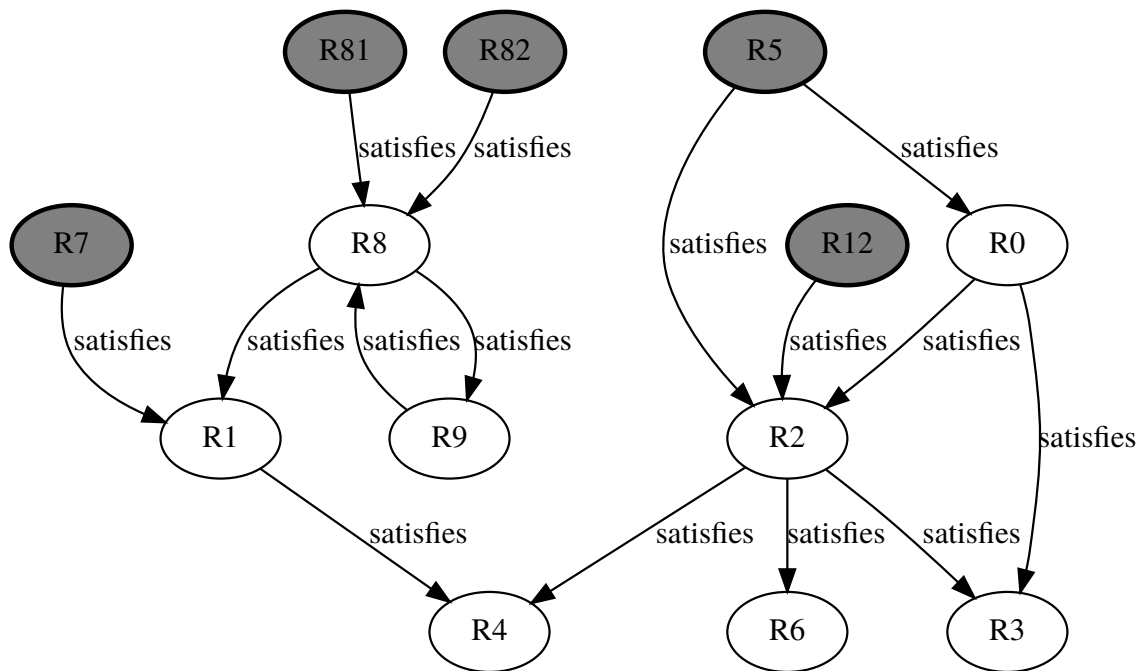 R81 R82 R5
satisfies satisfies satisfies
R7 R8 satisfies R12 R0
satisfies satisfies satisfies satisfies satisfies satisfies
R1 R9 R2 satisfies
satisfies satisfies satisfies satisfies
R4 R6 R3